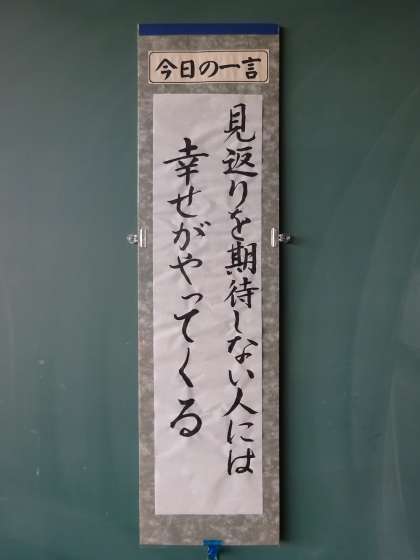 今日の一言
見返りを期待しない人には
幸せがやってくる